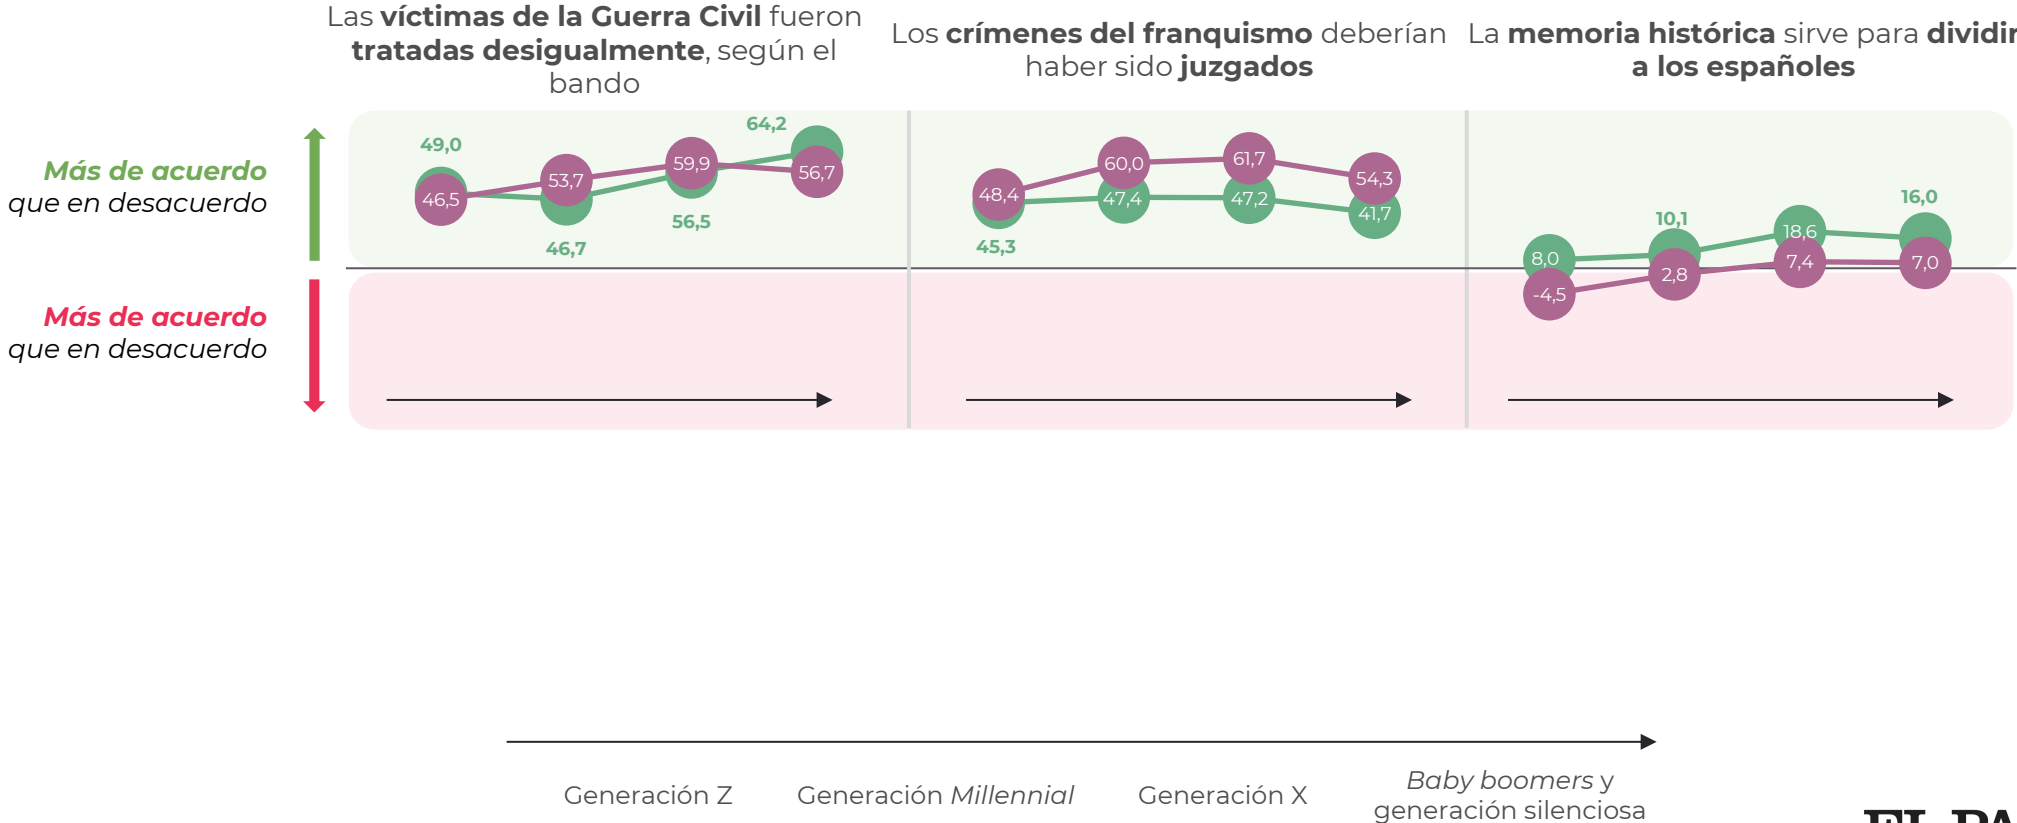 Las víctimas de la Guerra Civil fueron
tratadas desigualmente, según el
bando
Los crímenes del franquismo deberían
haber sido juzgados
La memoria histórica sirve para dividir
a los españoles
Más de acuerdo
que en desacuerdo
Más de acuerdo
que en desacuerdo
49,0
46,5
53,7
46,7
59,9
56,5
64,2
56,7
48,4
45,3
60,0
47,4
61,7
47,2
54,3
41,7
8,0
-4,5
10,1
2,8
18,6
7,4
16,0
7,0
Generación Z
Generación Millennial
Generación X
Baby boomers y
generación silenciosa